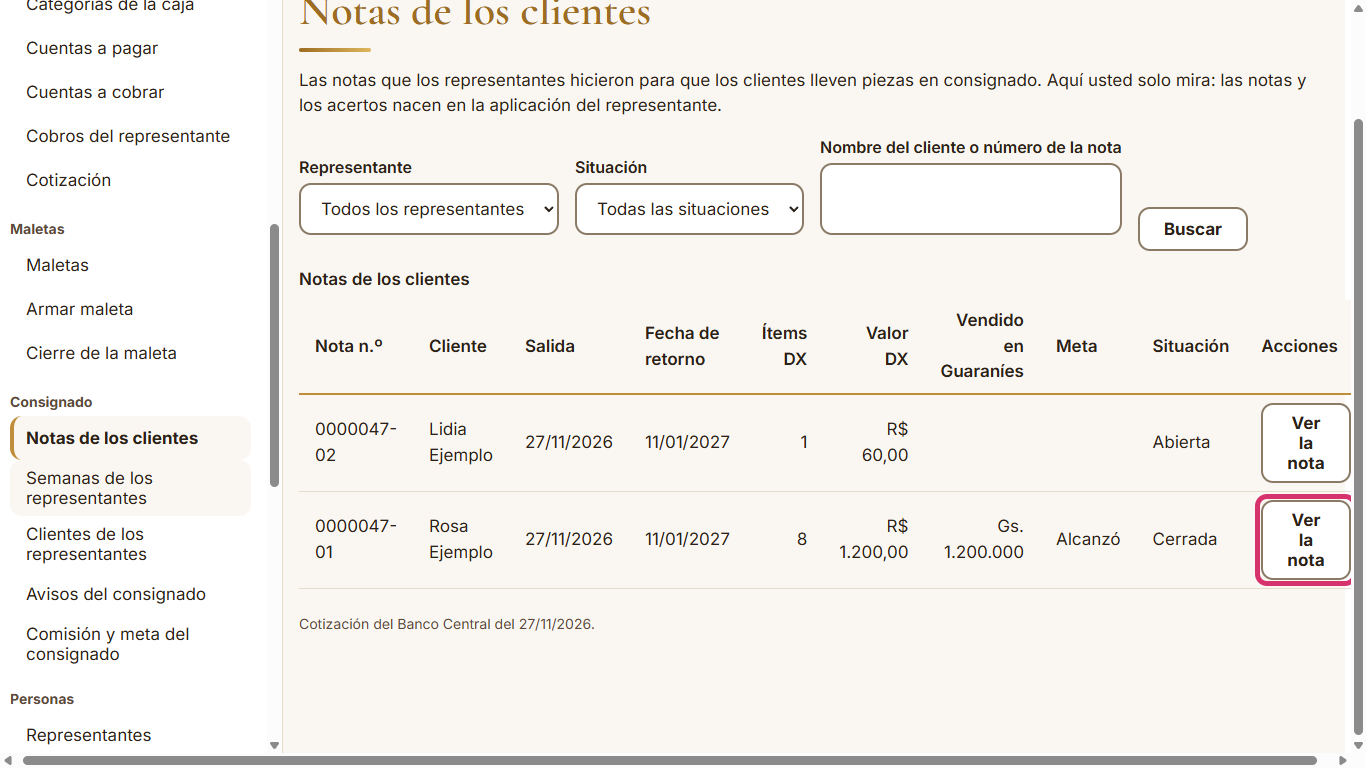 Categorías de la caja
Cuentas a pagar
Cuentas a cobrar
Cobros del representante
Cotización
Maletas
Maletas
Armar maleta
Cierre de la maleta
Consignado
Notas de los clientes
Semanas de los
representantes
Clientes de los
representantes
Avisos del consignado
Comisión y meta del
consignado
Personas
Representantes
Notas de los clientes
Las notas que los representantes hicieron para que los clientes lleven piezas en consignado. Aquí usted solo mira: las notas y
los acertos nacen en la aplicación del representante.
Representante
Todos los representantes
Situación
Todas las situaciones
Nombre del cliente o número de la nota
Buscar
Notas de los clientes
Nota n.º Cliente Salida Fecha de retorno Ítems DX Valor DX Vendido en Guaraníes Meta Situación Acciones
0000047-02 Lidia Ejemplo 27/11/2026 11/01/2027 1 R$ 60,00 Abierta Ver la nota
0000047-01 Rosa Ejemplo 27/11/2026 11/01/2027 8 R$ 1.200,00 Gs. 1.200.000 Alcanzó Cerrada Ver la nota
Cotización del Banco Central del 27/11/2026.